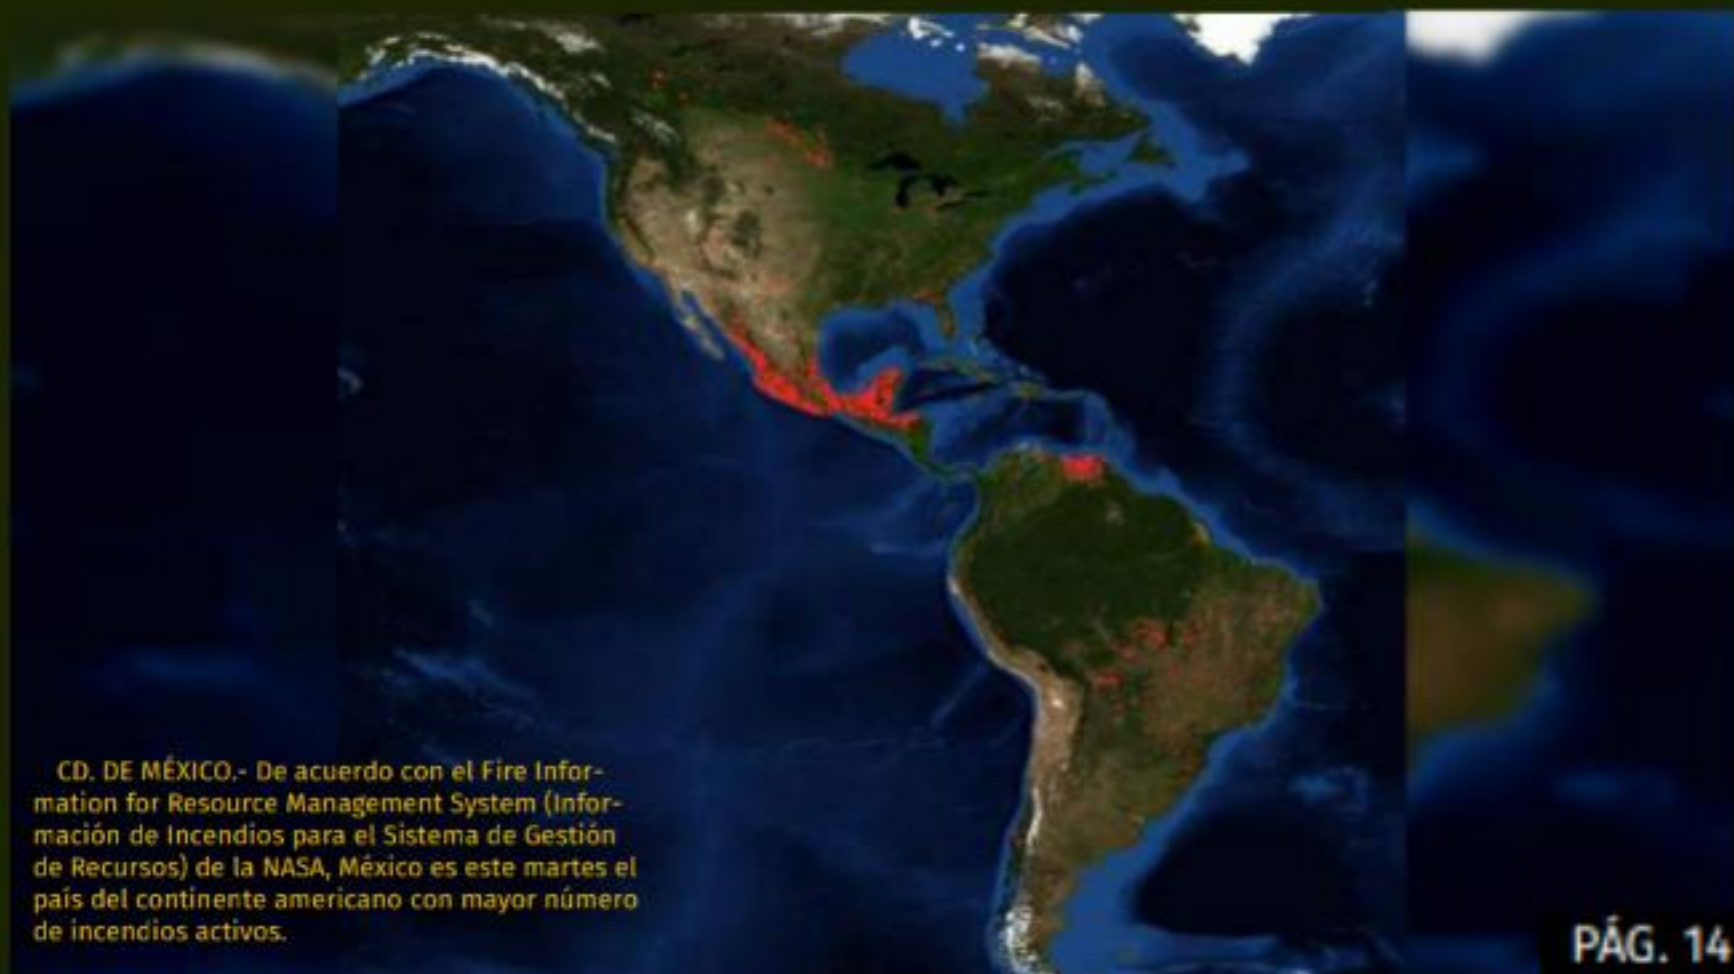 CD. DE MÉXICO.- De acuerdo con el Fire Infor-
mation for Resource Management System (Infor-
mación de Incendios para el Sistema de Gestión
de Recursos) de la NASA, México es este martes el
país del continente americano con mayor número
de incendios activos.
PÁG. 14